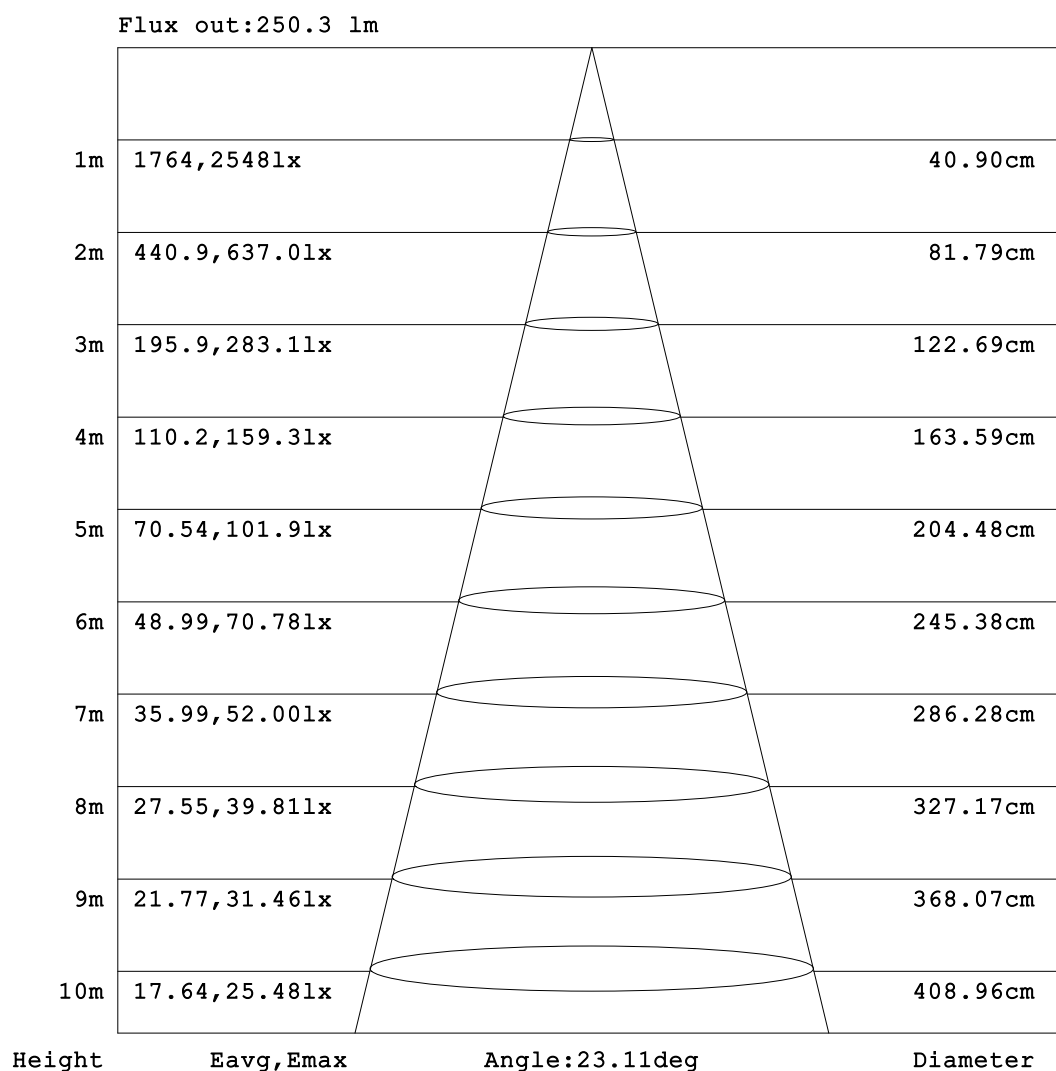 Flux out:250.3 lm
1m 1764,2548lx 40.90cm
2m 440.9,637.0lx 81.79cm
3m 195.9,283.1lx 122.69cm
4m 110.2,159.3lx 163.59cm
5m 70.54,101.9lx 204.48cm
6m 48.99,70.78lx 245.38cm
7m 35.99,52.00lx 286.28cm
8m 27.55,39.81lx 327.17cm
9m 21.77,31.46lx 368.07cm
10m 17.64,25.48lx 408.96cm
Height Eavg,Emax Angle:23.11deg Diameter